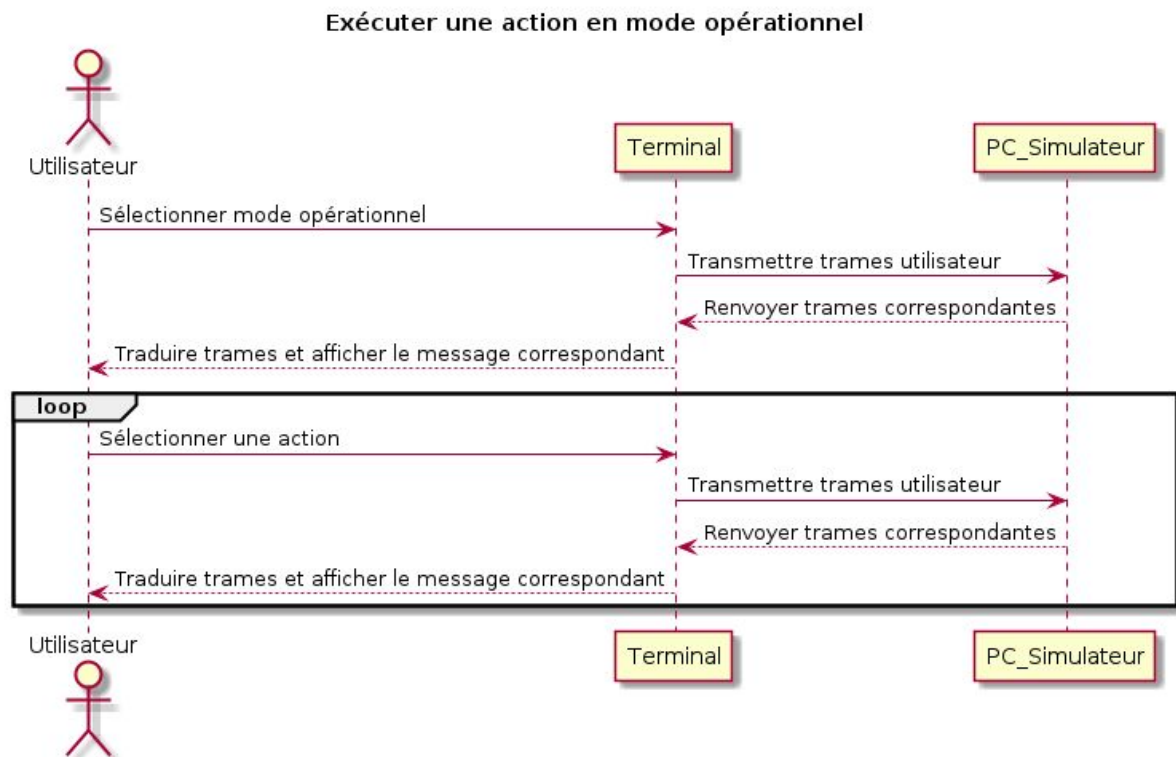 Exécuter une action en mode opérationnel
Utilisateur
Terminal
PC_Simulateur
Sélectionner mode opérationnel
Transmettre trames utilisateur
Renvoyer trames correspondantes
Traduire trames et afficher le message correspondant
loop
Sélectionner une action
Transmettre trames utilisateur
Renvoyer trames correspondantes
Traduire trames et afficher le message correspondant
Utilisateur
Terminal
PC_Simulateur